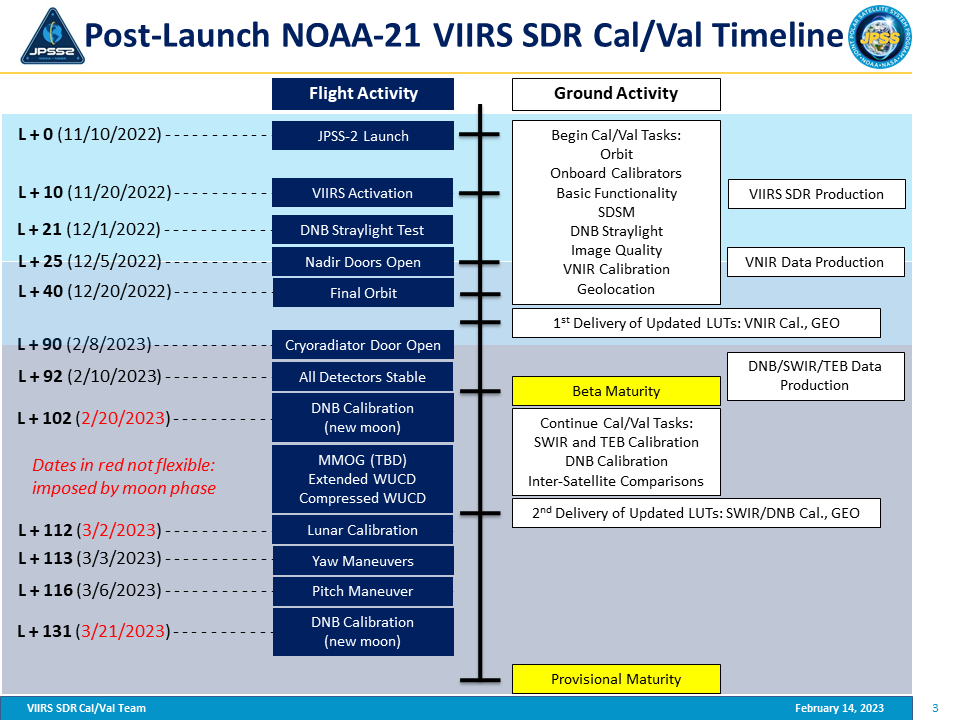 Post-Launch NOAA-21 VIIRS SDR Cal/Val Timeline
JPSS2
JPSS
Flight Activity
Ground Activity
L + 0 (11/10/2022)
JPSS-2 Launch
L + 10 (11/20/2022)
VIIRS Activation
L + 21 (12/1/2022)
DNB Straylight Test
L + 25 (12/5/2022)
Nadir Doors Open
L + 40 (12/20/2022)
Final Orbit
L + 90 (2/8/2023)
Cryoradiator Door Open
L + 92 (2/10/2023)
All Detectors Stable
L + 102 (2/20/2023)
DNB Calibration
(new moon)
Dates in red not flexible:
imposed by moon phase
MMOG (TBD)
Extended WUCD
Compressed WUCD
L + 112 (3/2/2023)
Lunar Calibration
L + 113 (3/3/2023)
Yaw Maneuvers
L + 116 (3/6/2023)
Pitch Maneuver
L + 131 (3/21/2023)
DNB Calibration
(new moon)
Begin Cal/Val Tasks:
Orbit
Onboard Calibrators
Basic Functionality
SDSM
DNB Straylight
Image Quality
VNIR Calibration
Geolocation
VIIRS SDR Production
VNIR Data Production
1st Delivery of Updated LUTs: VNIR Cal., GEO
DNB/SWIR/TEB Data
Production
Beta Maturity
Continue Cal/Val Tasks:
SWIR and TEB Calibration
DNB Calibration
Inter-Satellite Comparisons
2nd Delivery of Updated LUTs: SWIR/DNB Cal., GEO
Provisional Maturity
VIIRS SDR Cal/Val Team
February 14, 2023
3